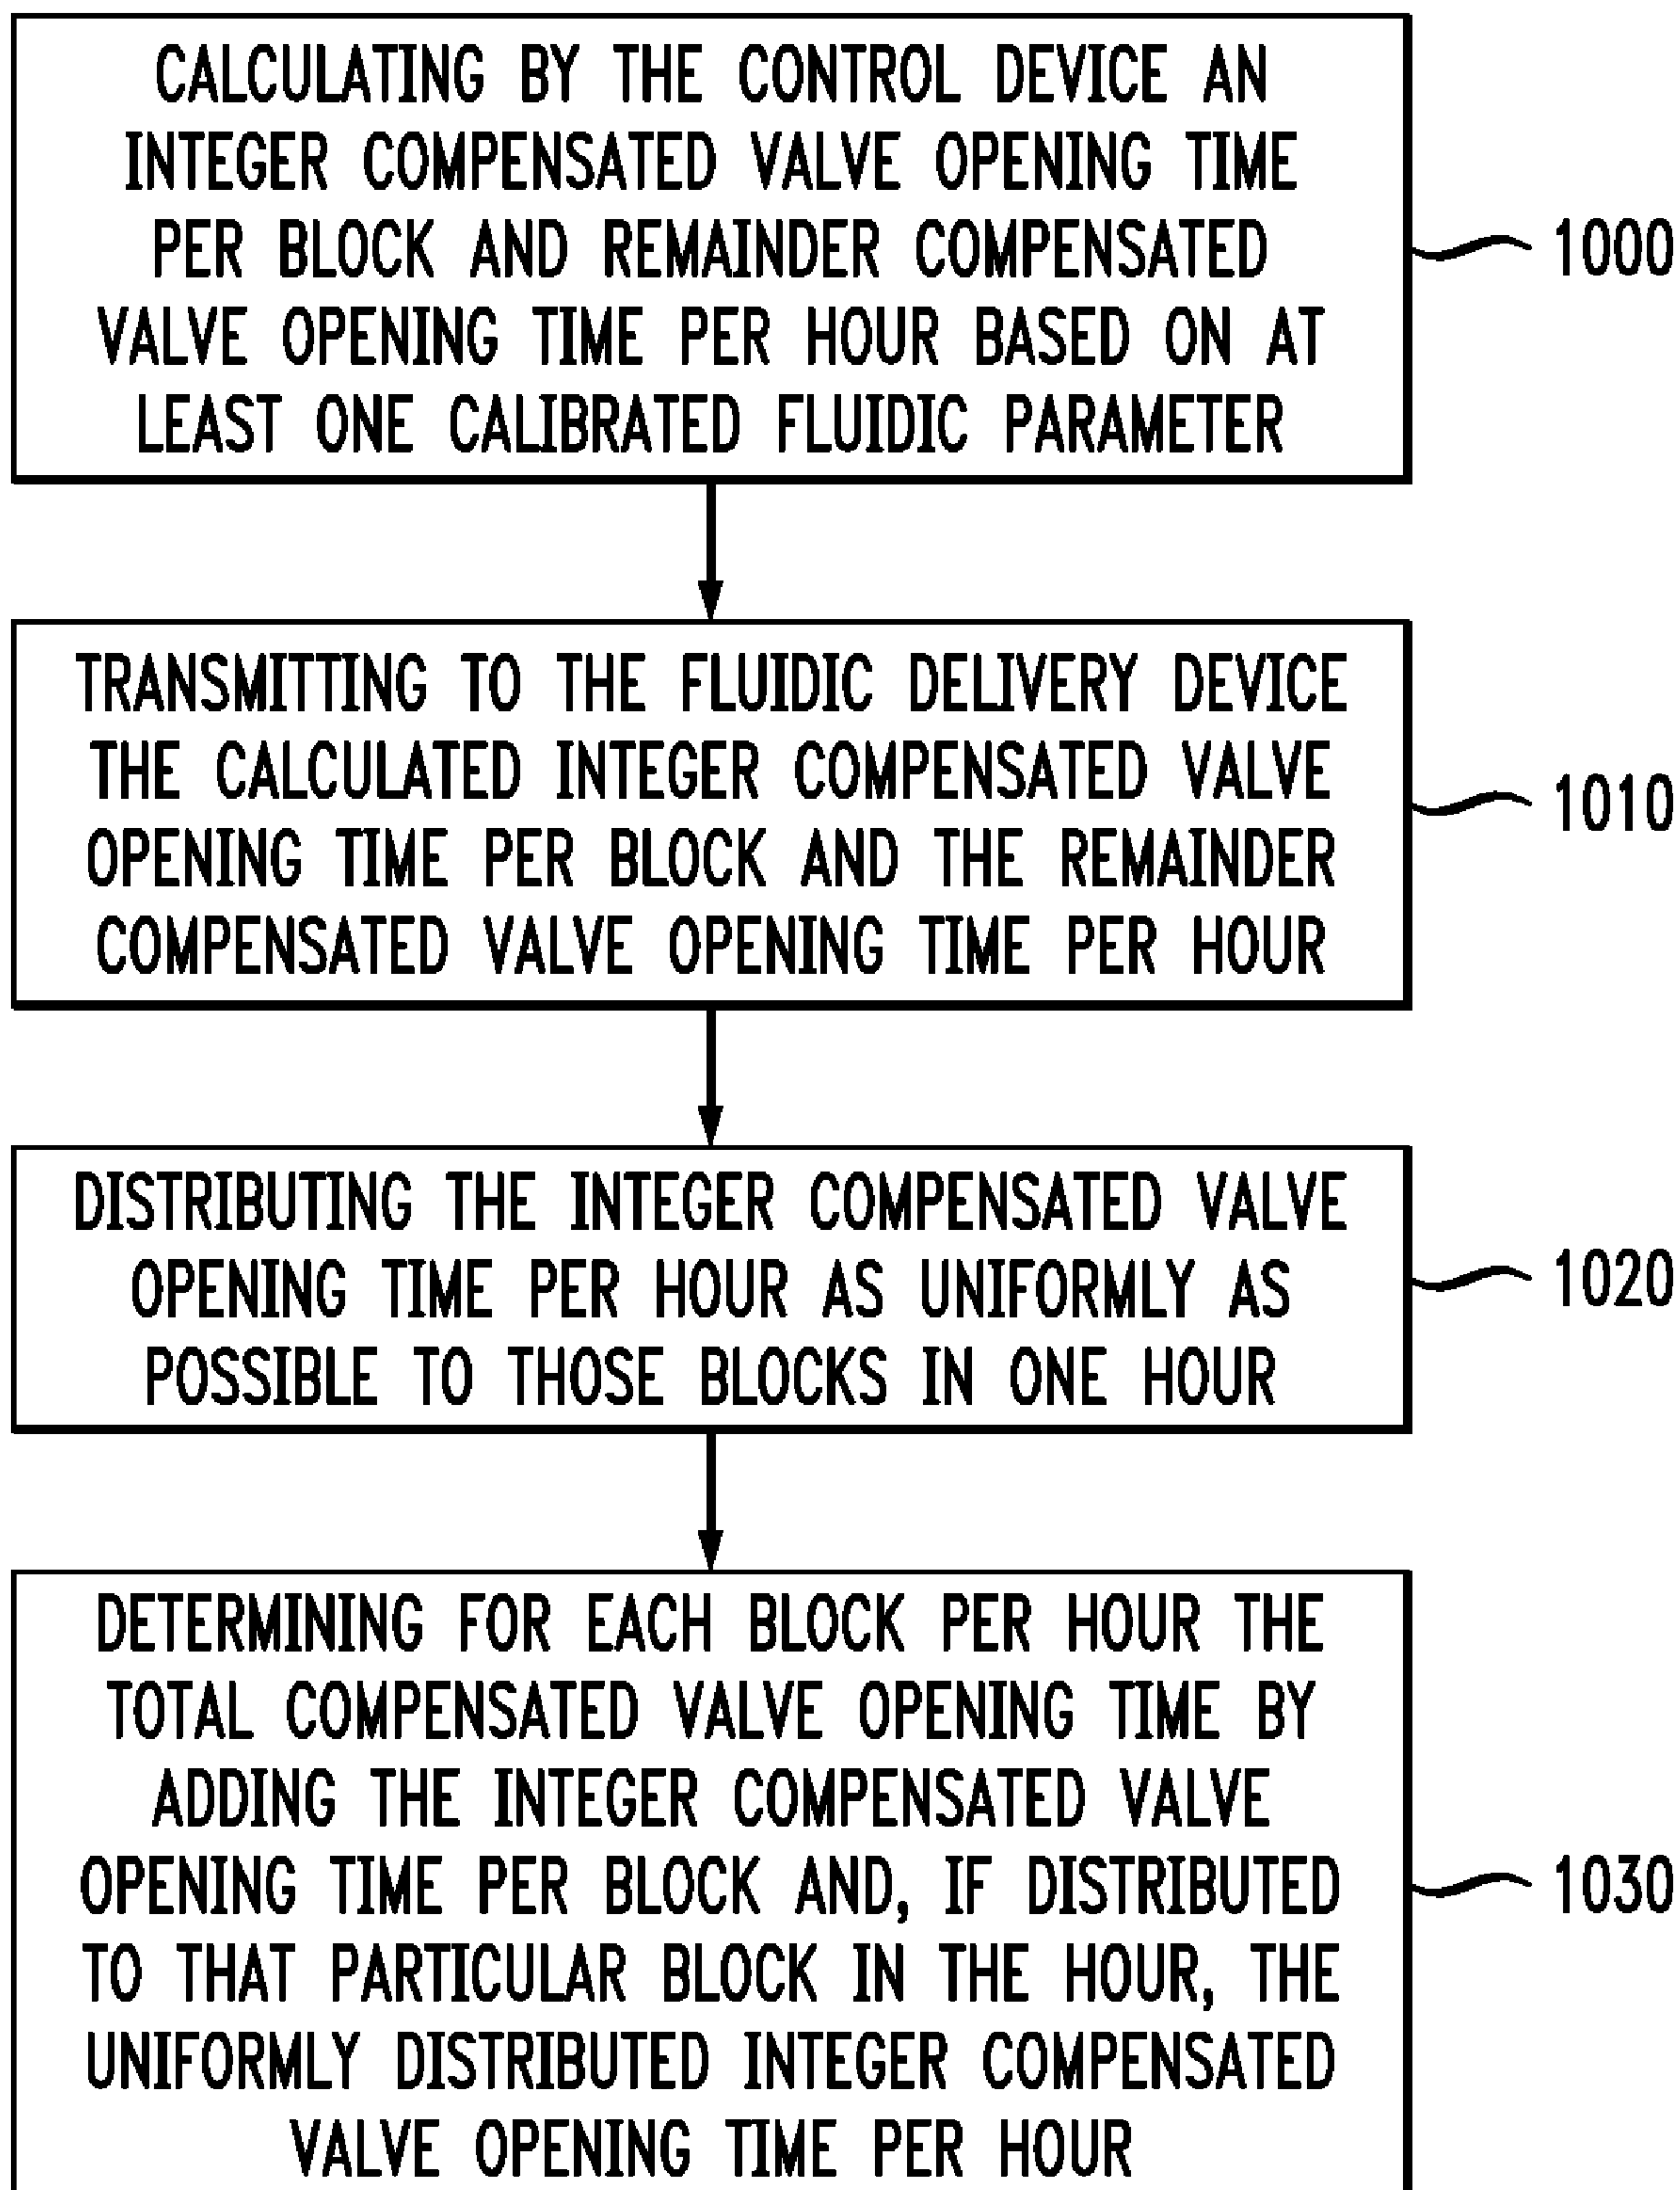 CALCULATING BY THE CONTROL DEVICE AN
INTEGER COMPENSATED VALVE OPENING TIME
PER BLOCK AND REMAINDER COMPENSATED
VALVE OPENING TIME PER HOUR BASED ON AT
LEAST ONE CALIBRATED FLUIDIC PARAMETER
1000
TRANSMITTING TO THE FLUIDIC DELIVERY DEVICE
THE CALCULATED INTEGER COMPENSATED VALVE
OPENING TIME PER BLOCK AND THE REMAINDER
COMPENSATED VALVE OPENING TIME PER HOUR
1010
DISTRIBUTING THE INTEGER COMPENSATED VALVE
OPENING TIME PER HOUR AS UNIFORMLY AS
POSSIBLE TO THOSE BLOCKS IN ONE HOUR
1020
DETERMINING FOR EACH BLOCK PER HOUR THE
TOTAL COMPENSATED VALVE OPENING TIME BY
ADDING THE INTEGER COMPENSATED VALVE
OPENING TIME PER BLOCK AND, IF DISTRIBUTED
TO THAT PARTICULAR BLOCK IN THE HOUR, THE
UNIFORMLY DISTRIBUTED INTEGER COMPENSATED
VALVE OPENING TIME PER HOUR
1030